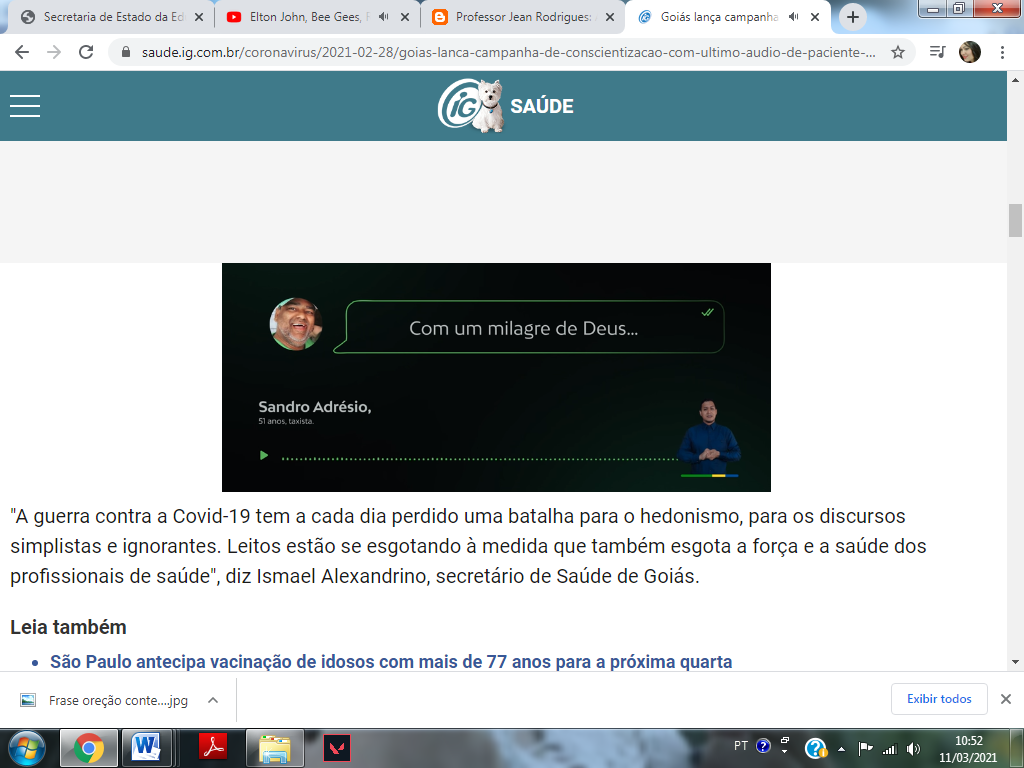 Secretaria de Estado da Ed
Elton John, Bee Gees,
Professor Jean Rodrigues:
Goiás lança campanha
saude.ig.com.br/coronavirus/2021-02-28/goias-lanca-campanha-de-conscientizacao-com-ultimo-audio-de-paciente-...
iG SAÚDE
Com um milagre de Deus...
Sandro Adrésio,
51 anos, taxista.
"A guerra contra a Covid-19 tem a cada dia perdido uma batalha para o hedonismo, para os discursos
simplistas e ignorantes. Leitos estão se esgotando à medida que também esgota a força e a saúde dos
profissionais de saúde", diz Ismael Alexandrino, secretário de Saúde de Goiás.
Leia também
• São Paulo antecipa vacinação de idosos com mais de 77 anos para a próxima quarta
Frase oreção conte....jpg
Exibir todos
PT
10:52
11/03/2021